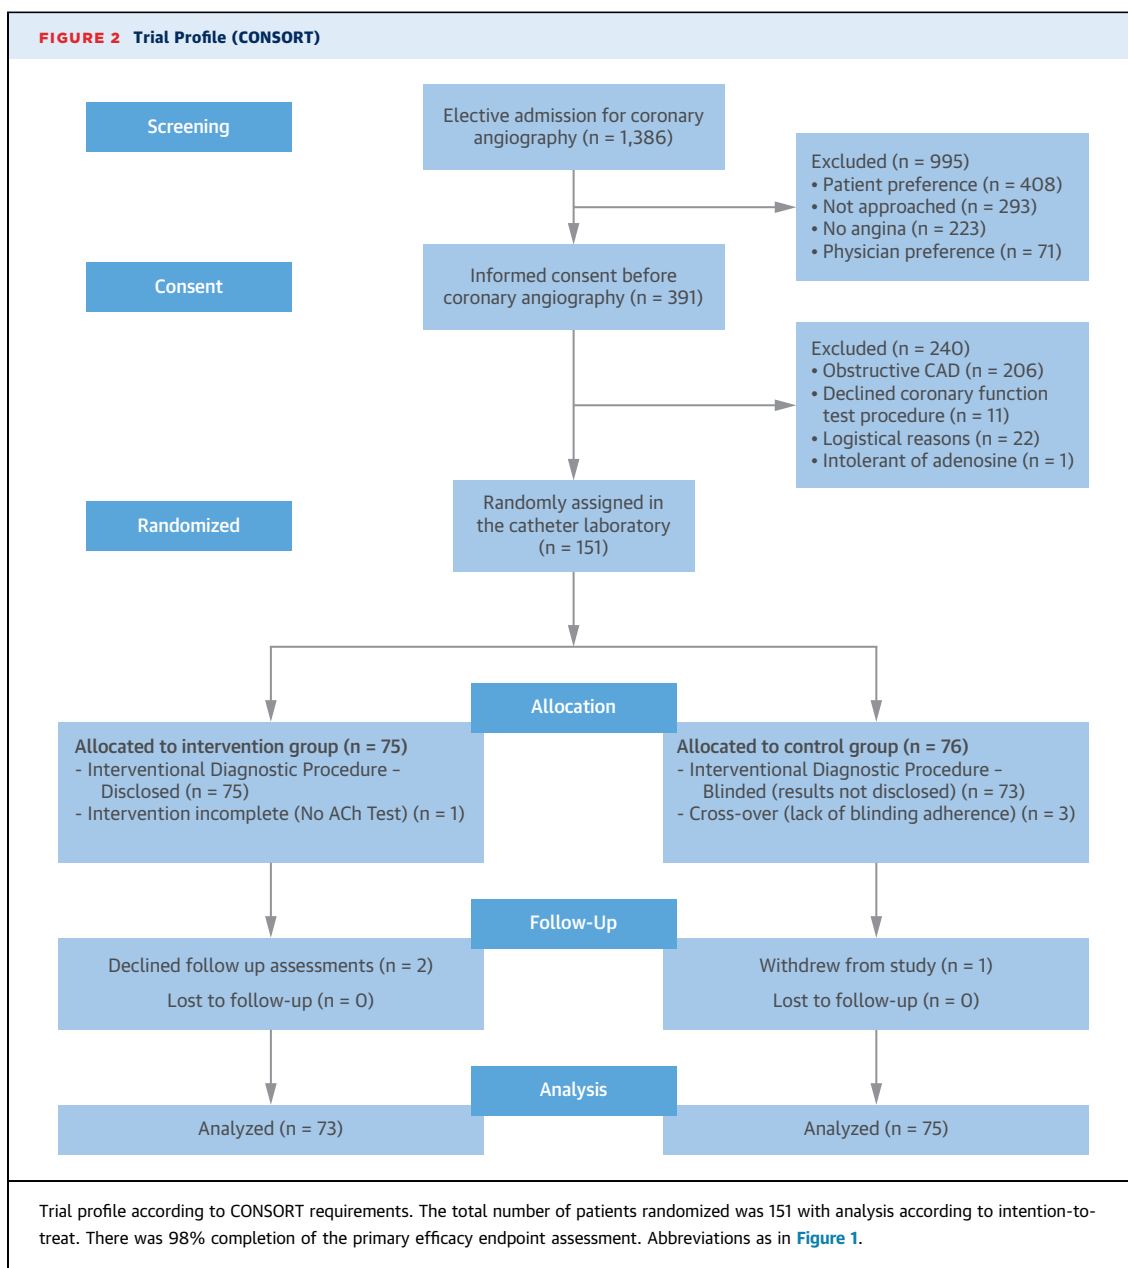 FIGURE 2 Trial Profile (CONSORT)
Screening
Elective admission for coronary
angiography (n = 1,386)
Excluded (n = 995)
• Patient preference (n = 408)
• Not approached (n = 293)
• No angina (n = 223)
• Physician preference (n = 71)
Consent
Informed consent before
coronary angiography (n = 391)
Excluded (n = 240)
• Obstructive CAD (n = 206)
• Declined coronary function
test procedure (n = 11)
• Logistical reasons (n = 22)
• Intolerant of adenosine (n = 1)
Randomized
Randomly assigned in
the catheter laboratory
(n = 151)
Allocation
Allocated to intervention group (n = 75)
- Interventional Diagnostic Procedure –
Disclosed (n = 75)
- Intervention incomplete (No ACh Test) (n = 1)
Allocated to control group (n = 76)
- Interventional Diagnostic Procedure –
Blinded (results not disclosed) (n = 73)
- Cross-over (lack of blinding adherence) (n = 3)
Follow-Up
Declined follow up assessments (n = 2)
Lost to follow-up (n = 0)
Withdrew from study (n = 1)
Lost to follow-up (n = 0)
Analysis
Analyzed (n = 73)
Analyzed (n = 75)
Trial profile according to CONSORT requirements. The total number of patients randomized was 151 with analysis according to intention-to-
treat. There was 98% completion of the primary efficacy endpoint assessment. Abbreviations as in Figure 1.